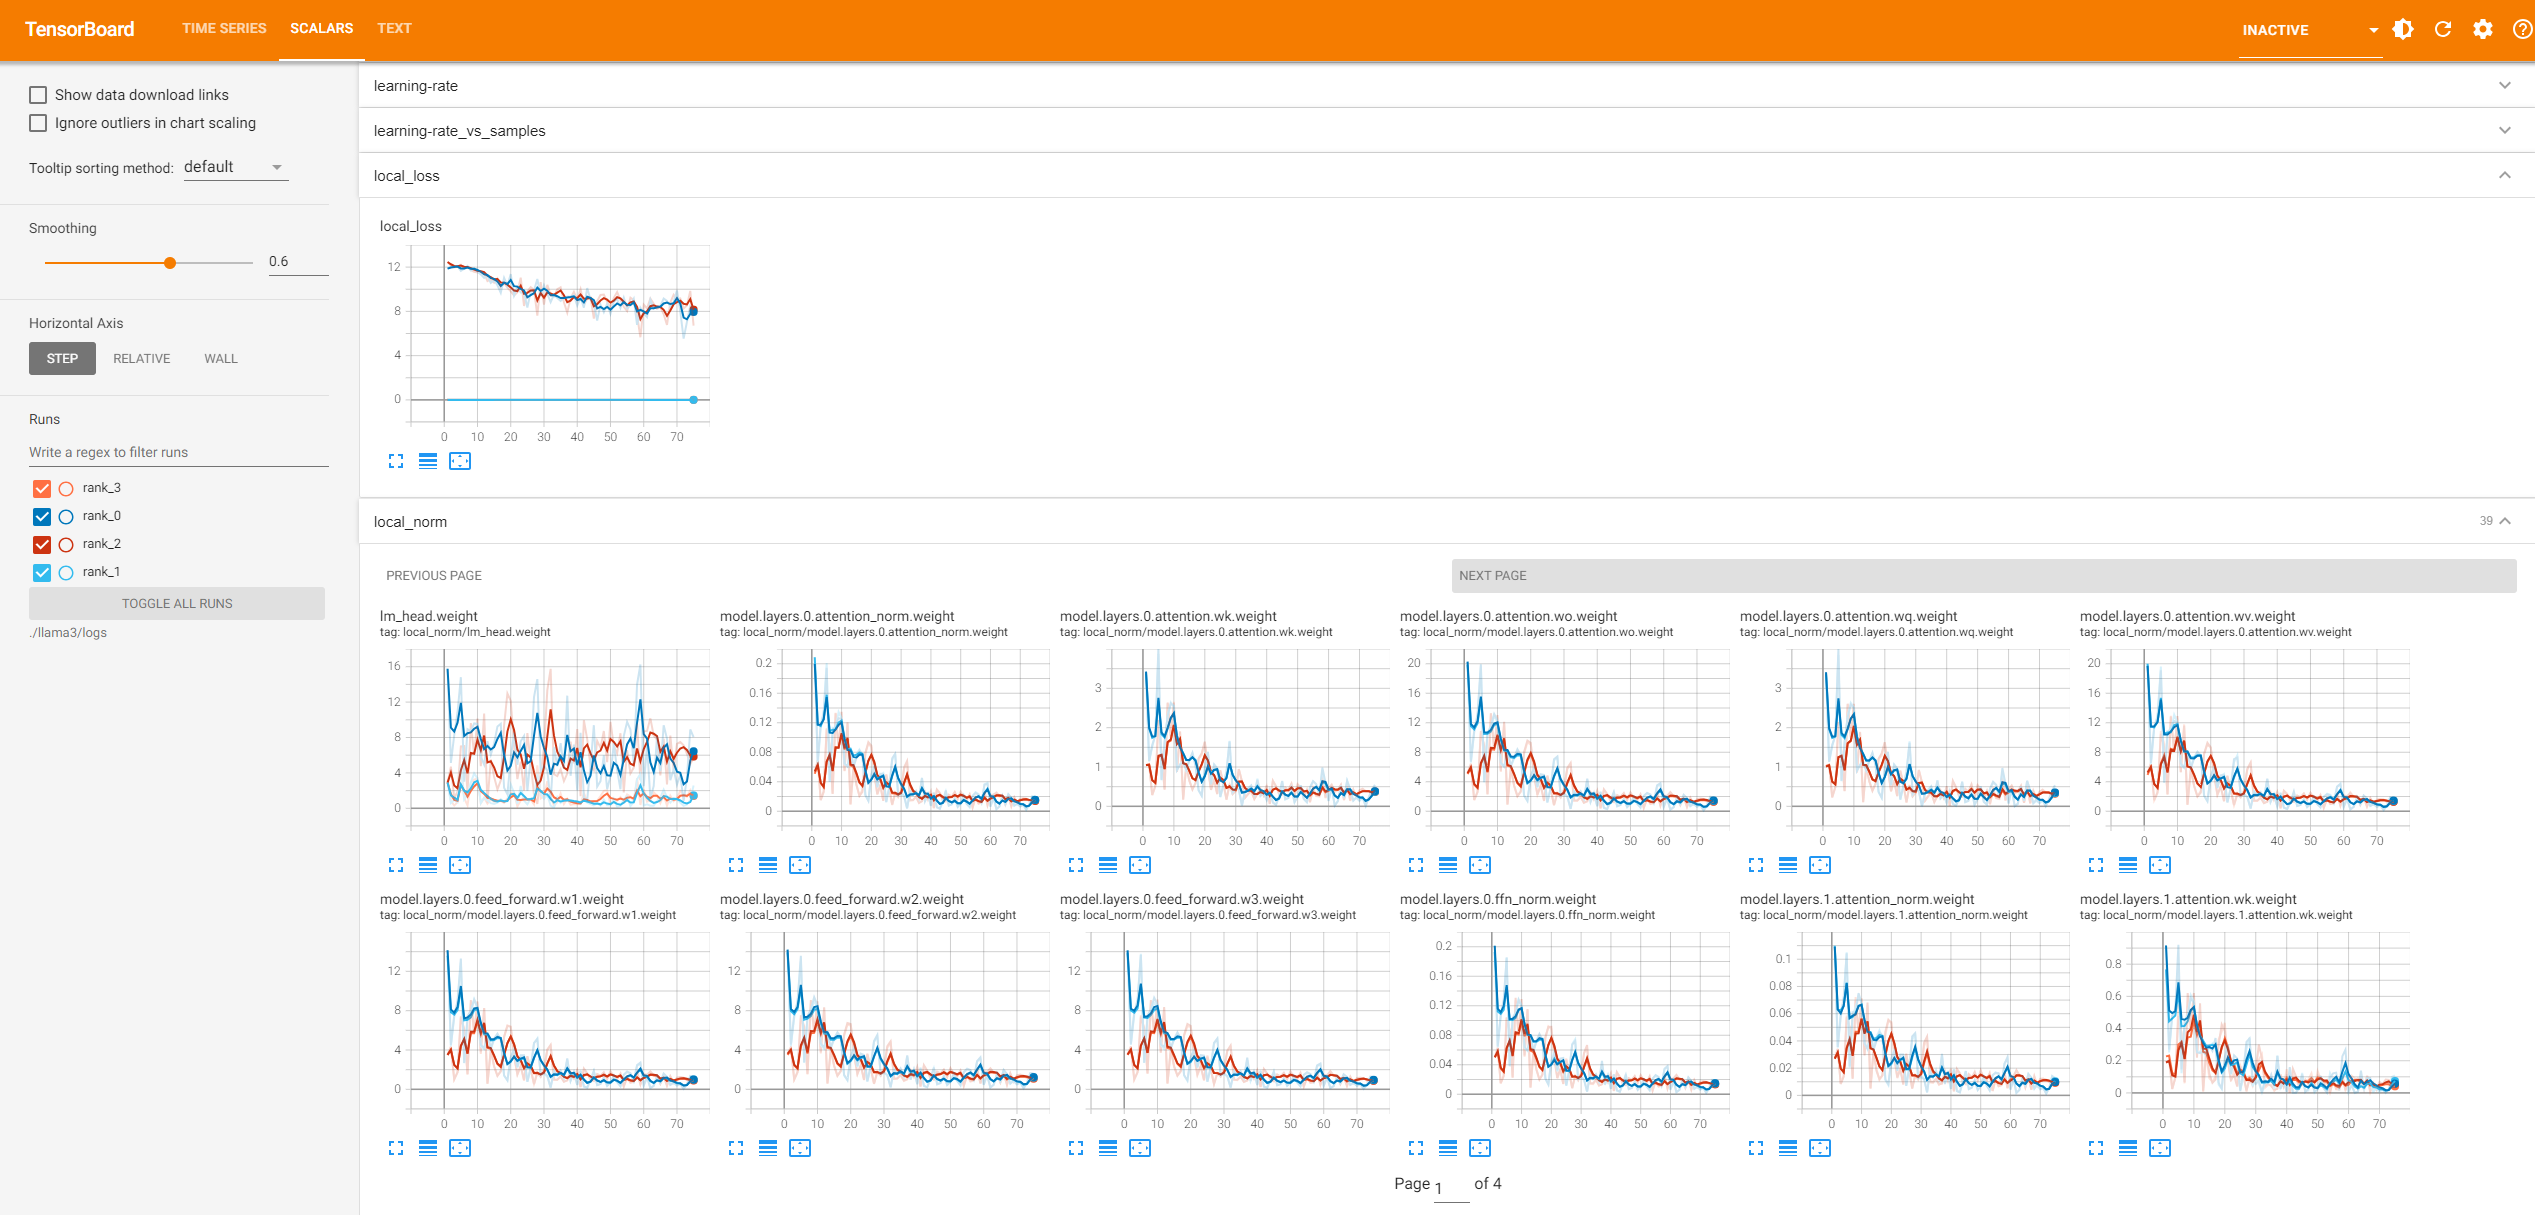 TensorBoard TIME SERIES SCALARS TEXT INACTIVE
Show data download links
Ignore outliers in chart scaling
Tooltip sorting method: default
Smoothing
0.6
Horizontal Axis
STEP RELATIVE WALL
Runs
Write a regex to filter runs
rank_3
rank_0
rank_2
rank_1
TOGGLE ALL RUNS
./llama3/logs
learning-rate
learning-rate_vs_samples
local_loss
local_loss
12
8
4
0
0 10 20 30 40 50 60 70
local_norm 39
PREVIOUS PAGE NEXT PAGE
lm_head.weight
tag: local_norm/lm_head.weight
16
12
8
4
0
0 10 20 30 40 50 60 70
model.layers.0.attention_norm.weight
tag: local_norm/model.layers.0.attention_norm.weight
0.2
0.16
0.12
0.08
0.04
0
0 10 20 30 40 50 60 70
model.layers.0.attention.wk.weight
tag: local_norm/model.layers.0.attention.wk.weight
3
2
1
0
0 10 20 30 40 50 60 70
model.layers.0.attention.wo.weight
tag: local_norm/model.layers.0.attention.wo.weight
20
16
12
8
4
0
0 10 20 30 40 50 60 70
model.layers.0.attention.wq.weight
tag: local_norm/model.layers.0.attention.wq.weight
3
2
1
0
0 10 20 30 40 50 60 70
model.layers.0.attention.wv.weight
tag: local_norm/model.layers.0.attention.wv.weight
20
16
12
8
4
0
0 10 20 30 40 50 60 70
model.layers.0.feed_forward.w1.weight
tag: local_norm/model.layers.0.feed_forward.w1.weight
12
8
4
0
0 10 20 30 40 50 60 70
model.layers.0.feed_forward.w2.weight
tag: local_norm/model.layers.0.feed_forward.w2.weight
12
8
4
0
0 10 20 30 40 50 60 70
model.layers.0.feed_forward.w3.weight
tag: local_norm/model.layers.0.feed_forward.w3.weight
12
8
4
0
0 10 20 30 40 50 60 70
model.layers.0.ffn_norm.weight
tag: local_norm/model.layers.0.ffn_norm.weight
0.2
0.16
0.12
0.08
0.04
0
0 10 20 30 40 50 60 70
model.layers.1.attention_norm.weight
tag: local_norm/model.layers.1.attention_norm.weight
0.1
0.08
0.06
0.04
0.02
0
0 10 20 30 40 50 60 70
model.layers.1.attention.wk.weight
tag: local_norm/model.layers.1.attention.wk.weight
0.8
0.6
0.4
0.2
0
0 10 20 30 40 50 60 70
Page 1 of 4